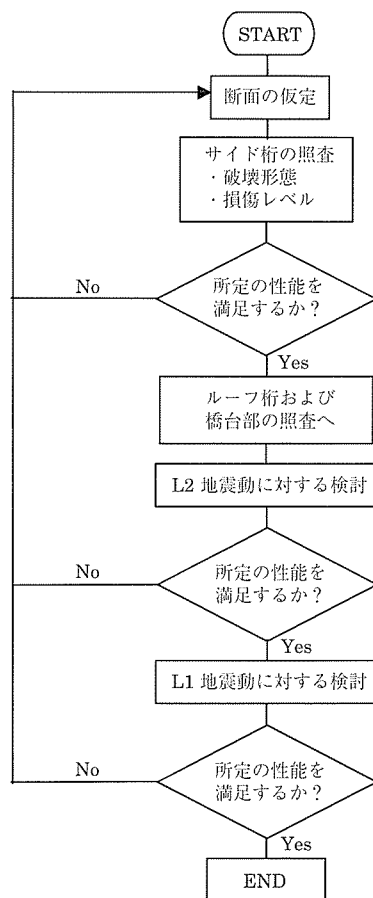 START
断面の仮定
サイド桁の照査
・破壊形態
・損傷レベル
所定の性能を
満足するか？
No
Yes
ルーフ桁および
橋台部の照査へ
L2 地震動に対する検討
所定の性能を
満足するか？
No
Yes
L1 地震動に対する検討
所定の性能を
満足するか？
No
Yes
END